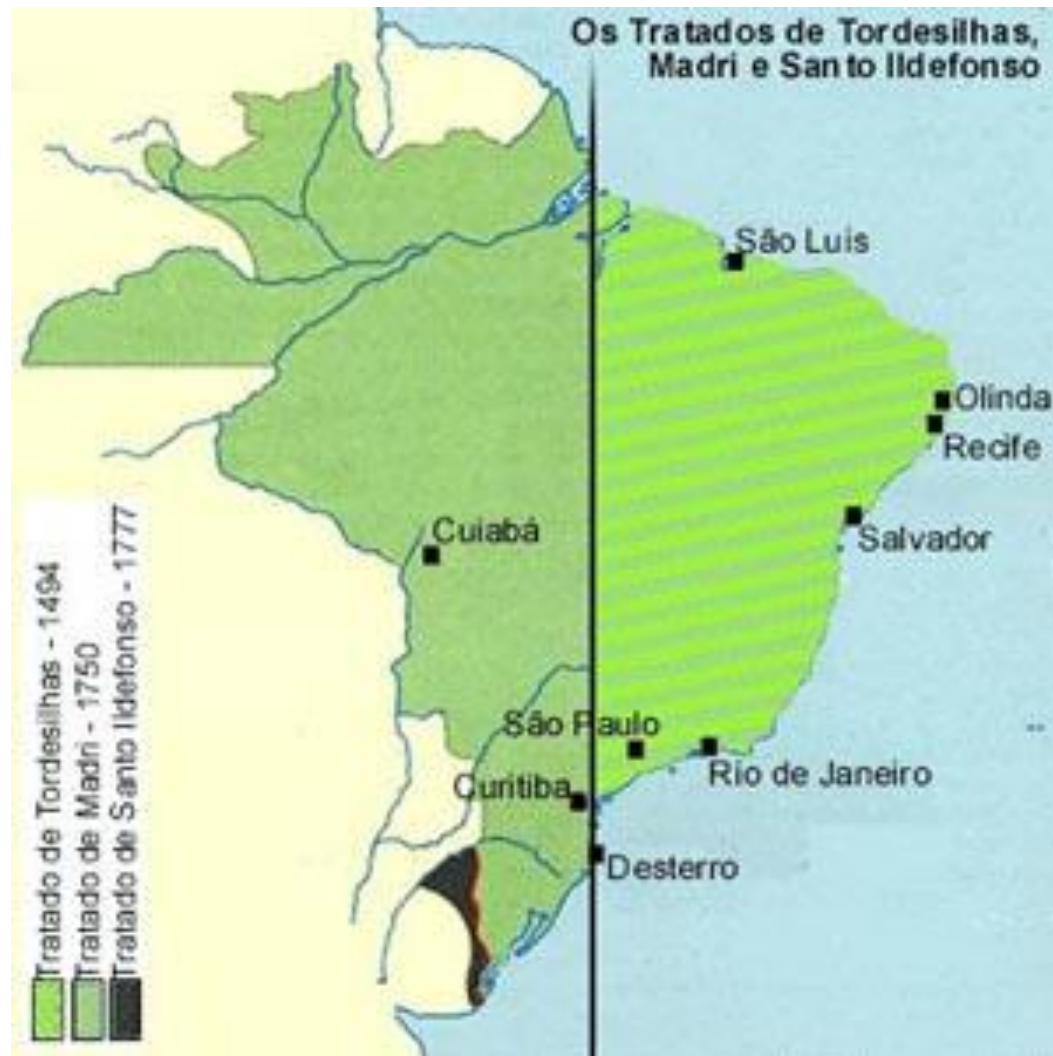 Os Tratados de Tordesilhas,
Madri e Santo Ildefonso
São Luis
Olinda
Recife
Cuiabá
Salvador
São Paulo
Rio de Janeiro
Curitiba
Desterro
Tratado de Tordesilhas - 1494
Tratado de Madri - 1750
Tratado de Santo Ildefonso - 1777